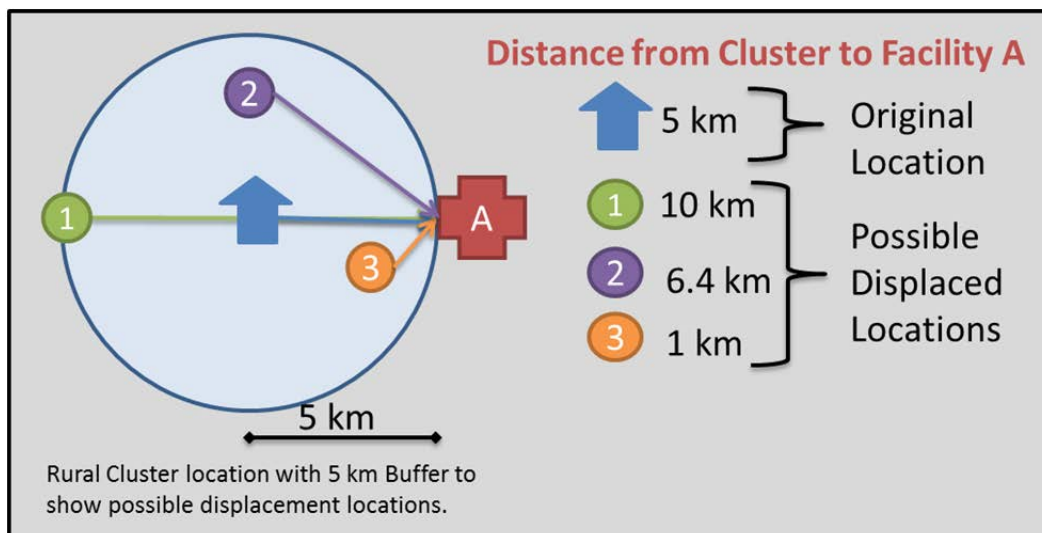 Distance from Cluster to Facility A
2
1
3
A
5 km
Rural Cluster location with 5 km Buffer to
show possible displacement locations.
5 km
Original
Location
1 10 km
2 6.4 km
3 1 km
Possible
Displaced
Locations